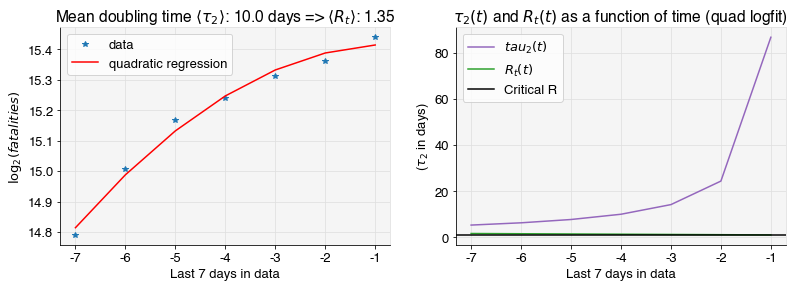 Mean doubling time ⟨τ₂⟩: 10.0 days => ⟨Rₜ⟩: 1.35
data
quadratic regression
log₂(fatalities)
15.4
15.3
15.2
15.1
15.0
14.9
14.8
-7 -6 -5 -4 -3 -2 -1
Last 7 days in data
τ₂(t) and Rₜ(t) as a function of time (quad logfit)
tau₂(t)
Rₜ(t)
Critical R
(τ₂ in days)
80
60
40
20
0
-7 -6 -5 -4 -3 -2 -1
Last 7 days in data